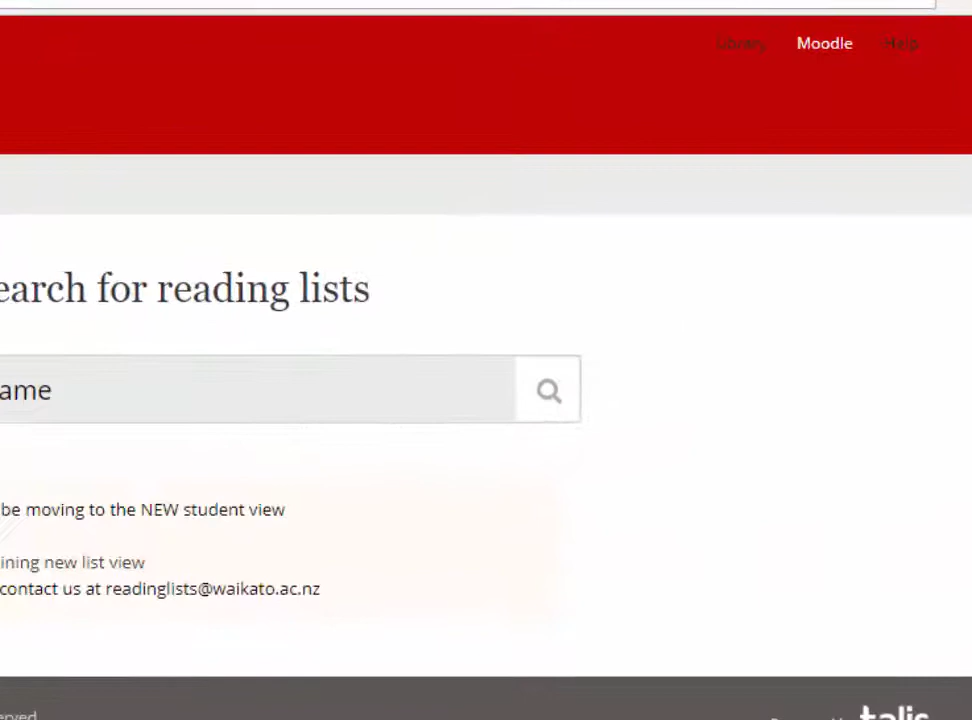 Library Moodle Help
earch for reading lists
ame
be moving to the NEW student view
ining new list view
contact us at readinglists@waikato.ac.nz
erved
talis